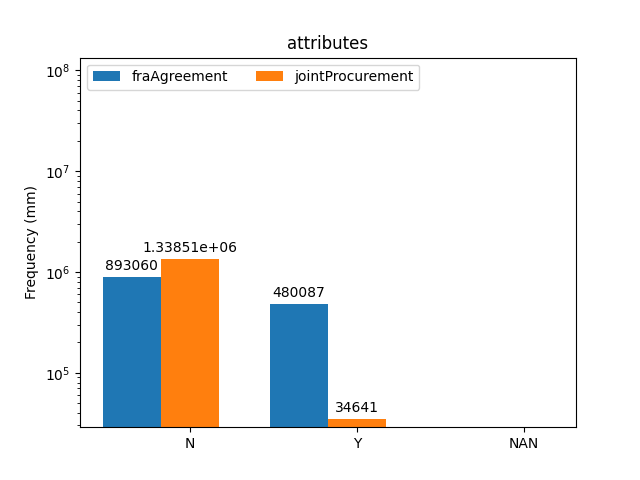 attributes
fraAgreement
jointProcurement
10^8
10^7
10^6
10^5
Frequency (mm)
893060
1.33851e+06
480087
34641
N
Y
NAN